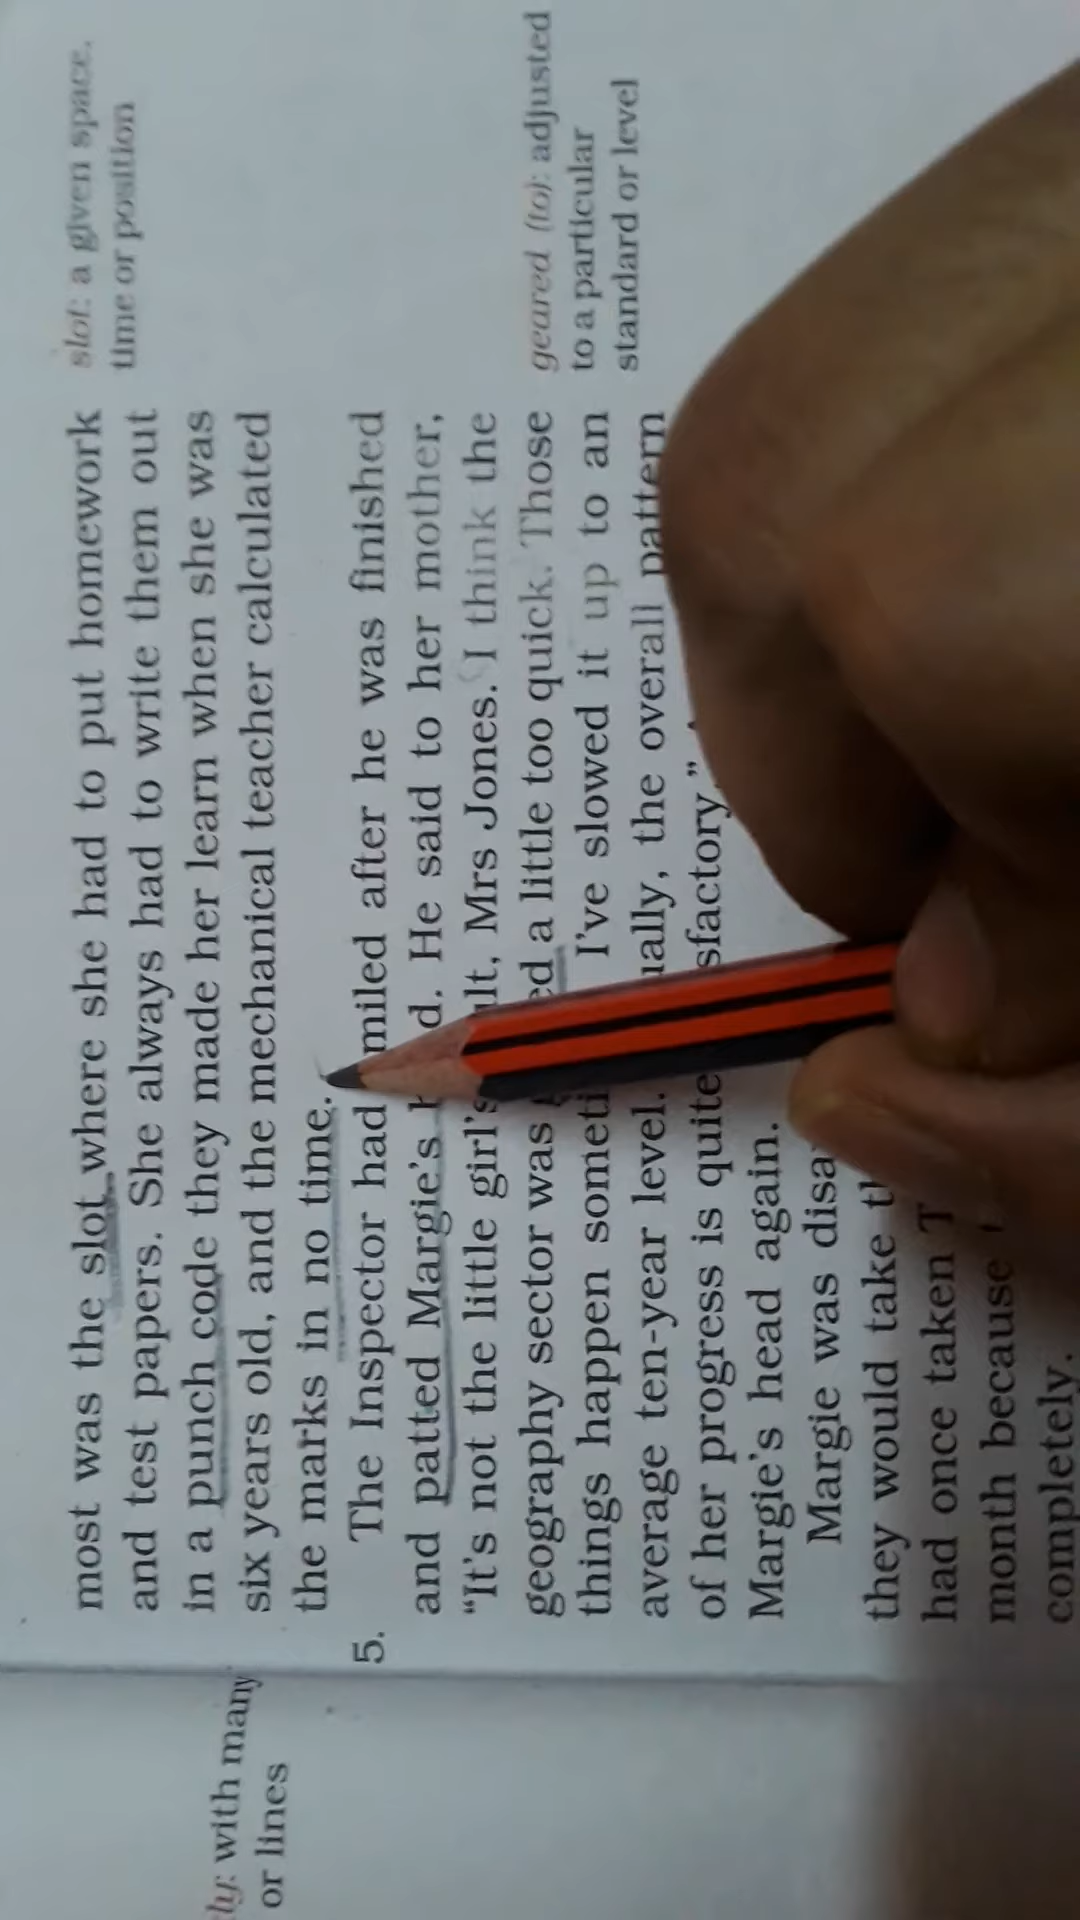 most was the slot where she had to put homework
and test papers. She always had to write them out
in a punch code they made her learn when she was
six years old, and the mechanical teacher calculated
the marks in no time.
5. The Inspector had miled after he was finished
and patted Margie's d. He said to her mother,
“It's not the little girl's ult, Mrs Jones. I think the
geography sector was ed a little too quick. Those
things happen someti I've slowed it up to an
average ten-year level. ually, the overall pattern
of her progress is quite sfactory.”
Margie's head again.
Margie was disa
they would take
had once taken
month because
completely.
slot: a given space,
time or position
geared (to): adjusted
to a particular
standard or level
ly: with many
or lines